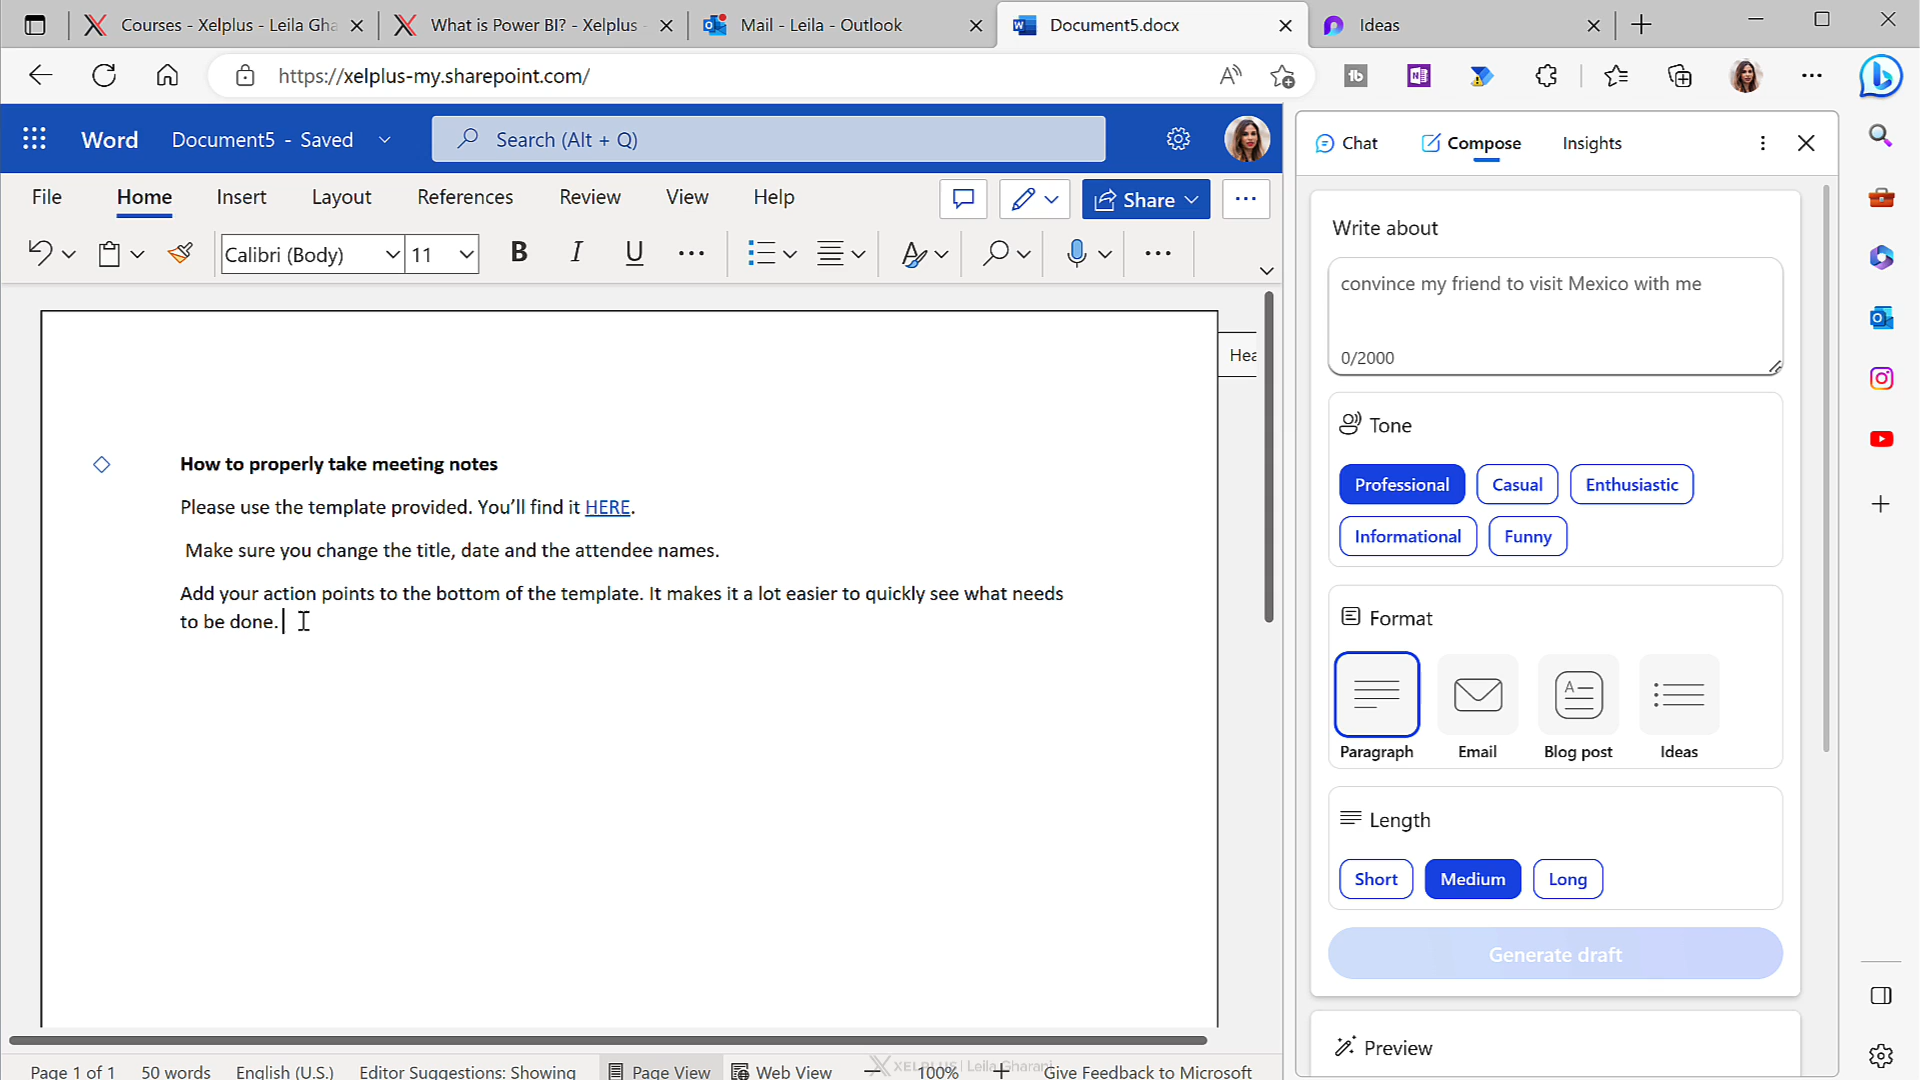 Courses - Xelplus - Leila Gha
What is Power BI? - Xelplus -
Mail - Leila - Outlook
Document5.docx
Ideas
https://xelplus-my.sharepoint.com/
Word
Document5 - Saved
Search (Alt + Q)
File
Home
Insert
Layout
References
Review
View
Help
Share
Calibri (Body)
11
B
I
U
Hea
How to properly take meeting notes
Please use the template provided. You'll find it HERE.
Make sure you change the title, date and the attendee names.
Add your action points to the bottom of the template. It makes it a lot easier to quickly see what needs
to be done.
Page 1 of 1
50 words
English (U.S.)
Editor Suggestions: Showing
Page View
Web View
XELPLUS | Leila Gharani
100%
Give Feedback to Microsoft
Chat
Compose
Insights
Write about
convince my friend to visit Mexico with me
0/2000
Tone
Professional
Casual
Enthusiastic
Informational
Funny
Format
Paragraph
Email
Blog post
Ideas
Length
Short
Medium
Long
Generate draft
Preview